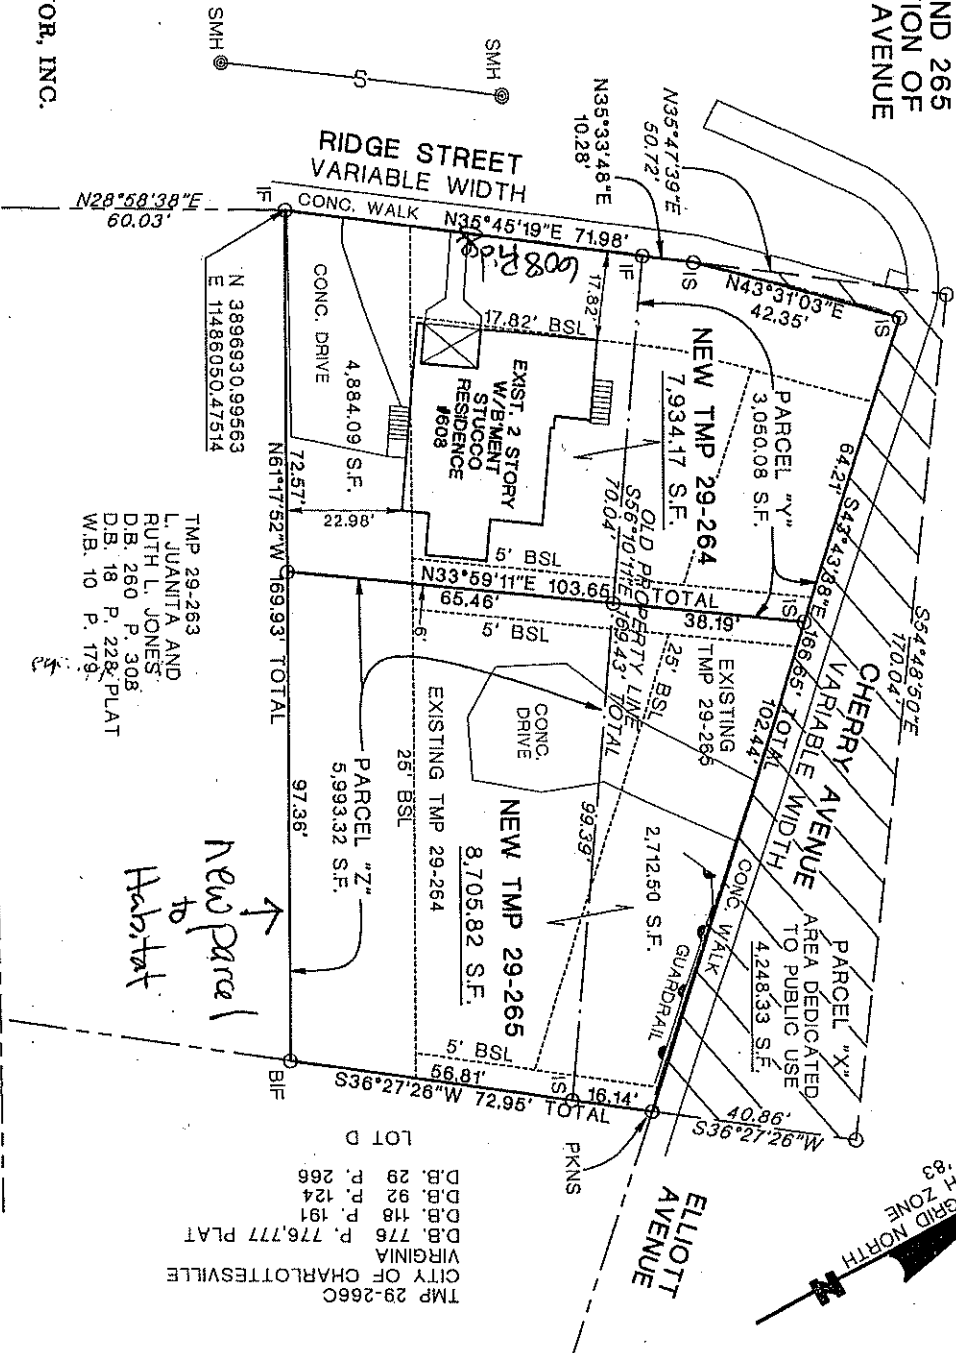 ND 265
ION OF
AVENUE
OR, INC.
SMH
SMH
S
RIDGE STREET
VARIABLE WIDTH
N35°47'39"E
50.72'
N35°33'48"E
10.28'
N28°58'38"E
60.03'
IF
CONC. WALK
N35°45'19"E 71.98'
IF
IS
N43°31'03"E
42.35'
IS
608 Ridge
17.82'
17.82' BSL
CONC. DRIVE
4,884.09 S.F.
EXIST. 2 STORY
W/B'MENT
STUCCO
RESIDENCE
#608
NEW TMP 29-264
7,934.17 S.F.
PARCEL "Y"
3,050.08 S.F.
64.21'
S43°43'38"E
166.65' TOTAL
102.44'
N 3896930.99563
E 11486050.47514
72.57'
N61°17'52"W 169.93' TOTAL
97.36'
22.98'
5' BSL
N33°59'11"E 103.65' TOTAL
65.46'
38.19'
IS
5' BSL
6'
OLD PROPERTY LINE
S56°10'11"E 169.43' TOTAL
70.04'
99.39'
25' BSL
EXISTING
TMP 29-265
CONC.
DRIVE
EXISTING TMP 29-264
25' BSL
PARCEL "Z"
5,993.32 S.F.
NEW TMP 29-265
8,705.82 S.F.
2,712.50 S.F.
S54°48'50"E
170.04'
CHERRY AVENUE
VARIABLE WIDTH
CONC. WALK
GUARDRAIL
PARCEL "X"
AREA DEDICATED
TO PUBLIC USE
4,248.33 S.F.
TMP 29-263
L. JUANITA AND
RUTH L. JONES
D.B. 260 P. 308
D.B. 18 P. 228 PLAT
W.B. 10 P. 179
New parcel
to
Habitat
5' BSL
56.81'
IS
16.14'
S36°27'26"W 72.95' TOTAL
BIF
40.86'
S36°27'26"W
PKNS
ELLIOTT
AVENUE
TMP 29-266C
CITY OF CHARLOTTESVILLE
VIRGINIA
D.B. 776 P. 776,777 PLAT
D.B. 118 P. 191
D.B. 92 P. 124
D.B. 29 P. 266
LOT D
GRID NORTH
H ZONE
'83
N